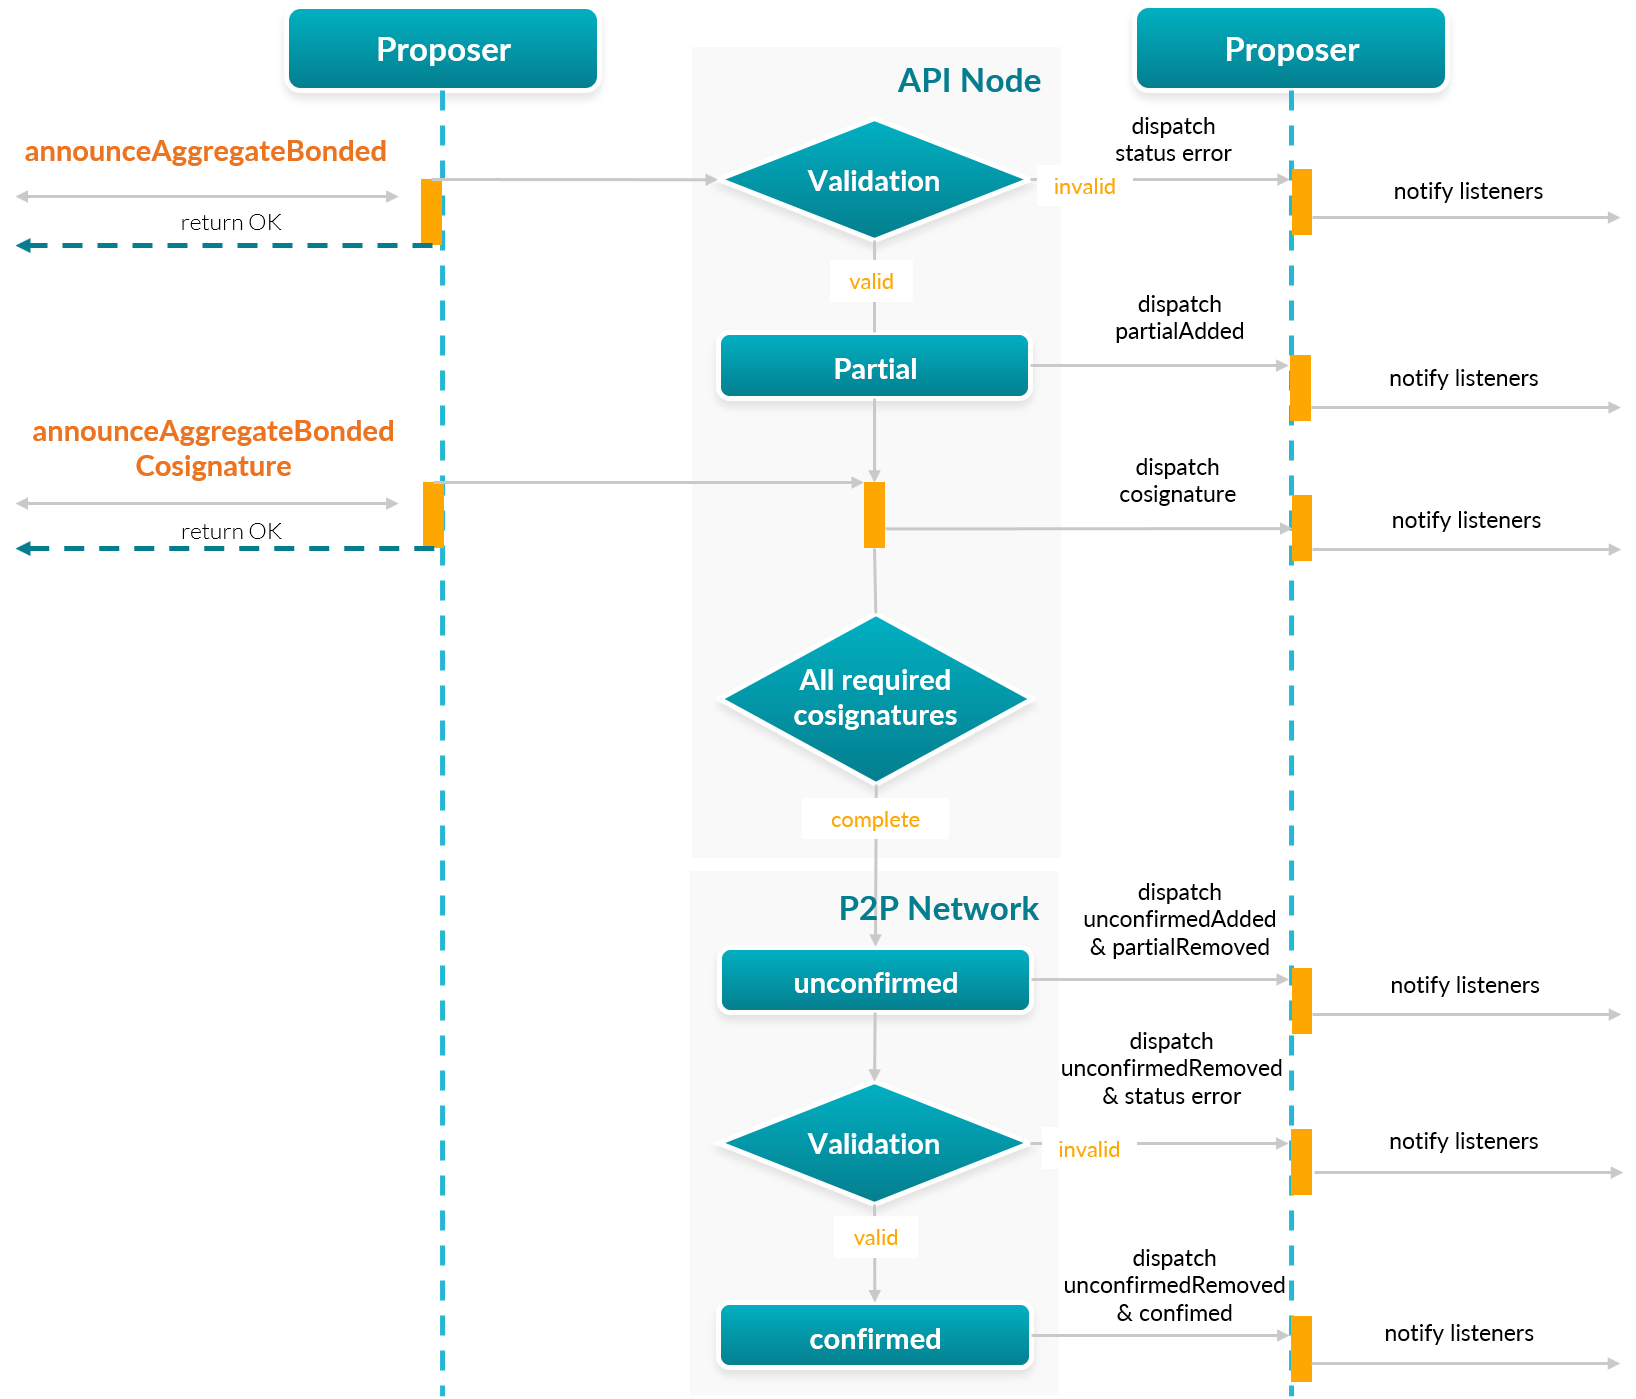 Proposer
Proposer
API Node
announceAggregateBonded
return OK
Validation
invalid
dispatch
status error
notify listeners
valid
Partial
dispatch
partialAdded
notify listeners
announceAggregateBonded
Cosignature
return OK
dispatch
cosignature
notify listeners
All required
cosignatures
complete
P2P Network
unconfirmed
dispatch
unconfirmedAdded
& partialRemoved
notify listeners
Validation
invalid
dispatch
unconfirmedRemoved
& status error
notify listeners
valid
confirmed
dispatch
unconfirmedRemoved
& confimed
notify listeners